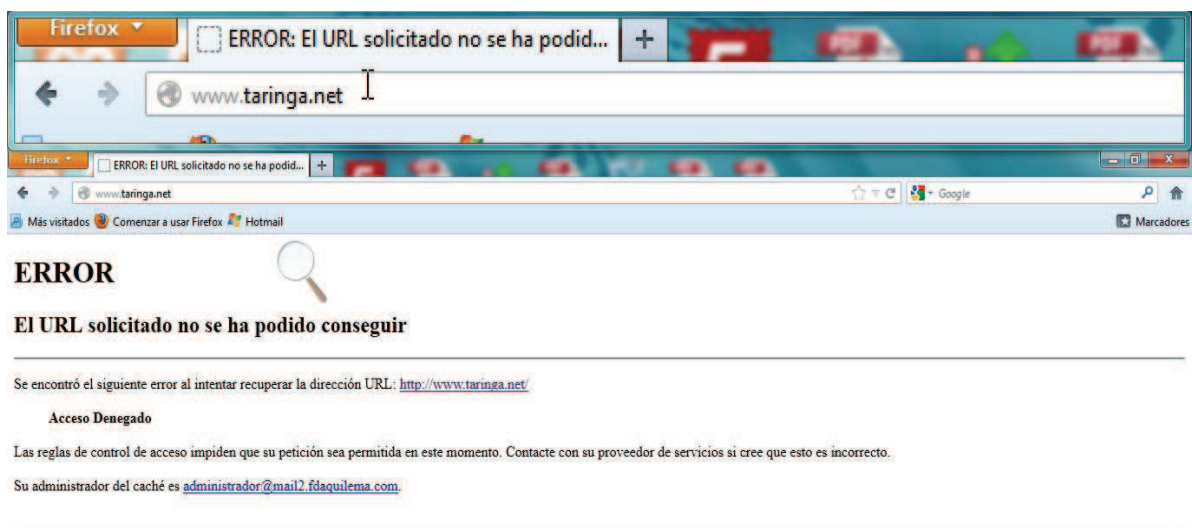 Firefox
ERROR: El URL solicitado no se ha podid...
www.taringa.net
Firefox
ERROR: El URL solicitado no se ha podid...
www.taringa.net
Google
Más visitados Comenzar a usar Firefox Hotmail Marcadores
ERROR
El URL solicitado no se ha podido conseguir
Se encontró el siguiente error al intentar recuperar la dirección URL: http://www.taringa.net/
Acceso Denegado
Las reglas de control de acceso impiden que su petición sea permitida en este momento. Contacte con su proveedor de servicios si cree que esto es incorrecto.
Su administrador del caché es administrador@mail2.fdaquilema.com.